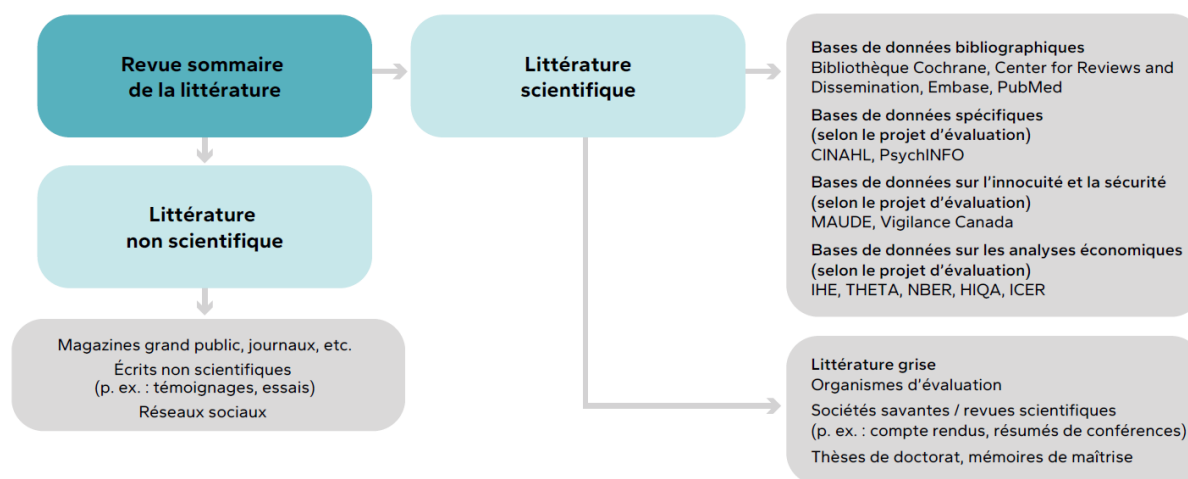 Revue sommaire
de la littérature
Littérature
scientifique
Bases de données bibliographiques
Bibliothèque Cochrane, Center for Reviews and
Dissemination, Embase, PubMed
Bases de données spécifiques
(selon le projet d'évaluation)
CINAHL, PsychINFO
Bases de données sur l'innocuité et la sécurité
(selon le projet d'évaluation)
MAUDE, Vigilance Canada
Bases de données sur les analyses économiques
(selon le projet d'évaluation)
IHE, THETA, NBER, HIQA, ICER
Littérature
non scientifique
Magazines grand public, journaux, etc.
Écrits non scientifiques
(p. ex. : témoignages, essais)
Réseaux sociaux
Littérature grise
Organismes d'évaluation
Sociétés savantes / revues scientifiques
(p. ex. : compte rendus, résumés de conférences)
Thèses de doctorat, mémoires de maîtrise